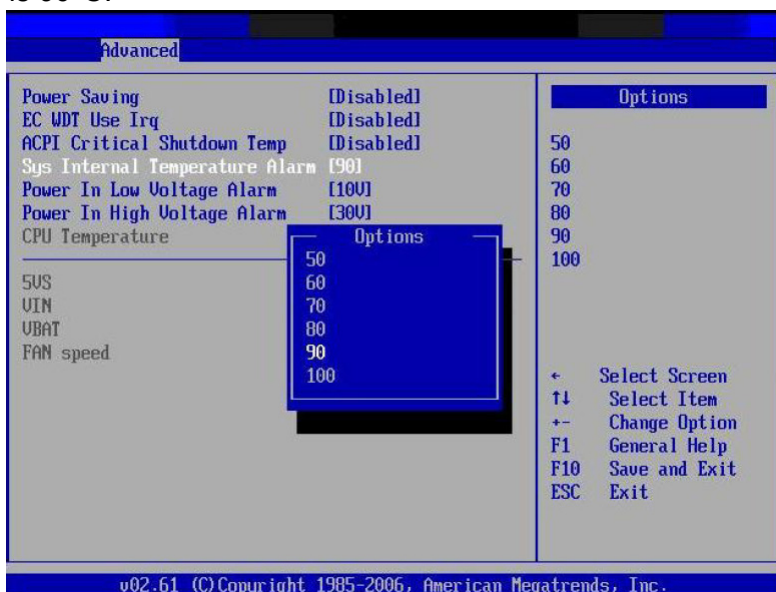 Advanced
Power Saving [Disabled]
EC WDT Use Irq [Disabled]
ACPI Critical Shutdown Temp [Disabled]
Sys Internal Temperature Alarm [90]
Power In Low Voltage Alarm [10V]
Power In High Voltage Alarm [30V]
CPU Temperature
5VS
VIN
VBAT
FAN speed
Options
50
60
70
80
90
100
Options
50
60
70
80
90
100
← Select Screen
↑↓ Select Item
+- Change Option
F1 General Help
F10 Save and Exit
ESC Exit
v02.61 (C)Copyright 1985-2006, American Megatrends, Inc.